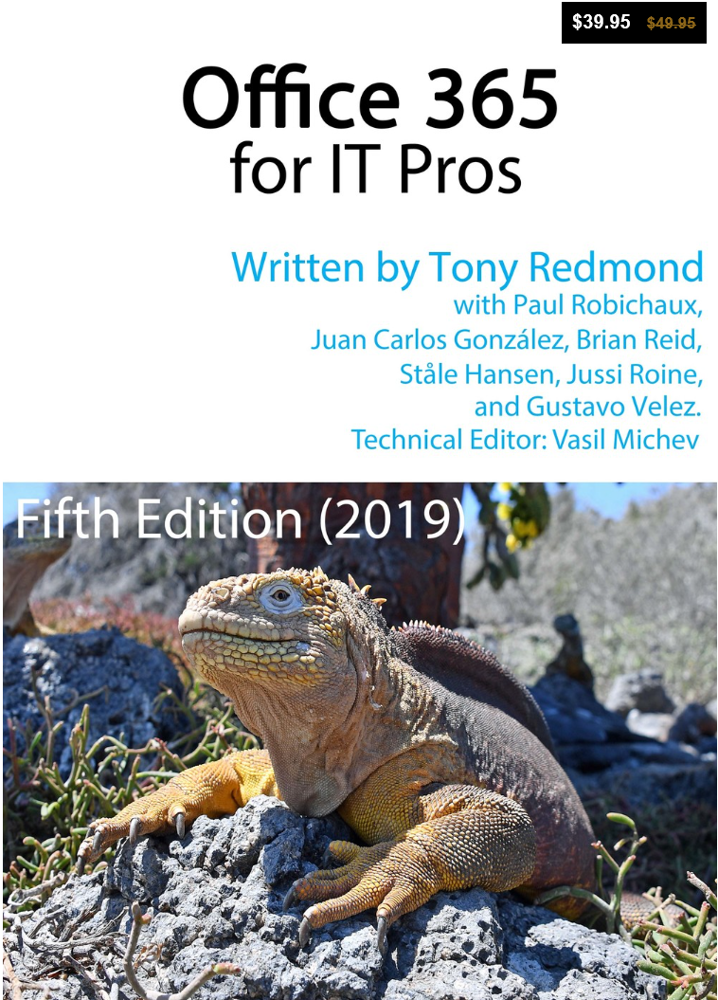 $39.95 $49.95
Office 365
for IT Pros
Written by Tony Redmond
with Paul Robichaux,
Juan Carlos González, Brian Reid,
Ståle Hansen, Jussi Roine,
and Gustavo Velez.
Technical Editor: Vasil Michev
Fifth Edition (2019)